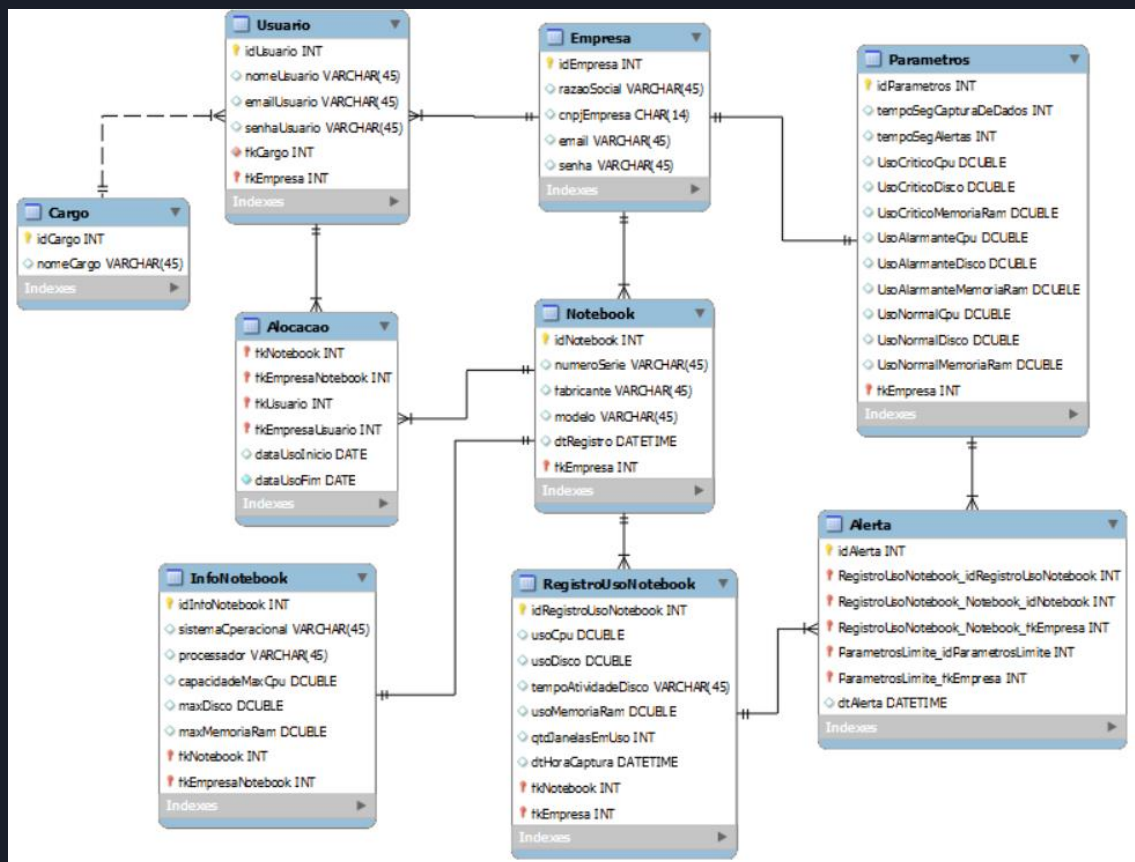 Usuario
idUsuario INT
nomeUsuario VARCHAR(45)
emailUsuario VARCHAR(45)
senhaUsuario VARCHAR(45)
fkCargo INT
fkEmpresa INT
Indexes
Empresa
idEmpresa INT
razaoSocial VARCHAR(45)
cnpjEmpresa CHAR(14)
email VARCHAR(45)
senha VARCHAR(45)
Indexes
Parametros
idParametros INT
tempoSegCapturaDeDados INT
tempoSegAlertas INT
UsoCriticoCpu DOUBLE
UsoCriticoDisco DOUBLE
UsoCriticoMemoriaRam DOUBLE
UsoAlarmanteCpu DOUBLE
UsoAlarmanteDisco DOUBLE
UsoAlarmanteMemoriaRam DOUBLE
UsoNormalCpu DOUBLE
UsoNormalDisco DOUBLE
UsoNormalMemoriaRam DOUBLE
fkEmpresa INT
Indexes
Cargo
idCargo INT
nomeCargo VARCHAR(45)
Indexes
Alocacao
fkNotebook INT
fkEmpresaNotebook INT
fkUsuario INT
fkEmpresaUsuario INT
dataUsoInicio DATE
dataUsoFim DATE
Indexes
Notebook
idNotebook INT
numeroSerie VARCHAR(45)
fabricante VARCHAR(45)
modelo VARCHAR(45)
dtRegistro DATETIME
fkEmpresa INT
Indexes
InfoNotebook
idInfoNotebook INT
sistemaOperacional VARCHAR(45)
processador VARCHAR(45)
capacidadeMaxCpu DOUBLE
maxDisco DOUBLE
maxMemoriaRam DOUBLE
fkNotebook INT
fkEmpresaNotebook INT
Indexes
RegistroUsoNotebook
idRegistroUsoNotebook INT
usoCpu DOUBLE
usoDisco DOUBLE
tempoAtividadeDisco VARCHAR(45)
usoMemoriaRam DOUBLE
qtdJanelasEmUso INT
dtHoraCaptura DATETIME
fkNotebook INT
fkEmpresa INT
Indexes
Alerta
idAlerta INT
RegistroUsoNotebook_idRegistroUsoNotebook INT
RegistroUsoNotebook_Notebook_idNotebook INT
RegistroUsoNotebook_Notebook_fkEmpresa INT
ParametrosLimite_idParametrosLimite INT
ParametrosLimite_fkEmpresa INT
dtAlerta DATETIME
Indexes